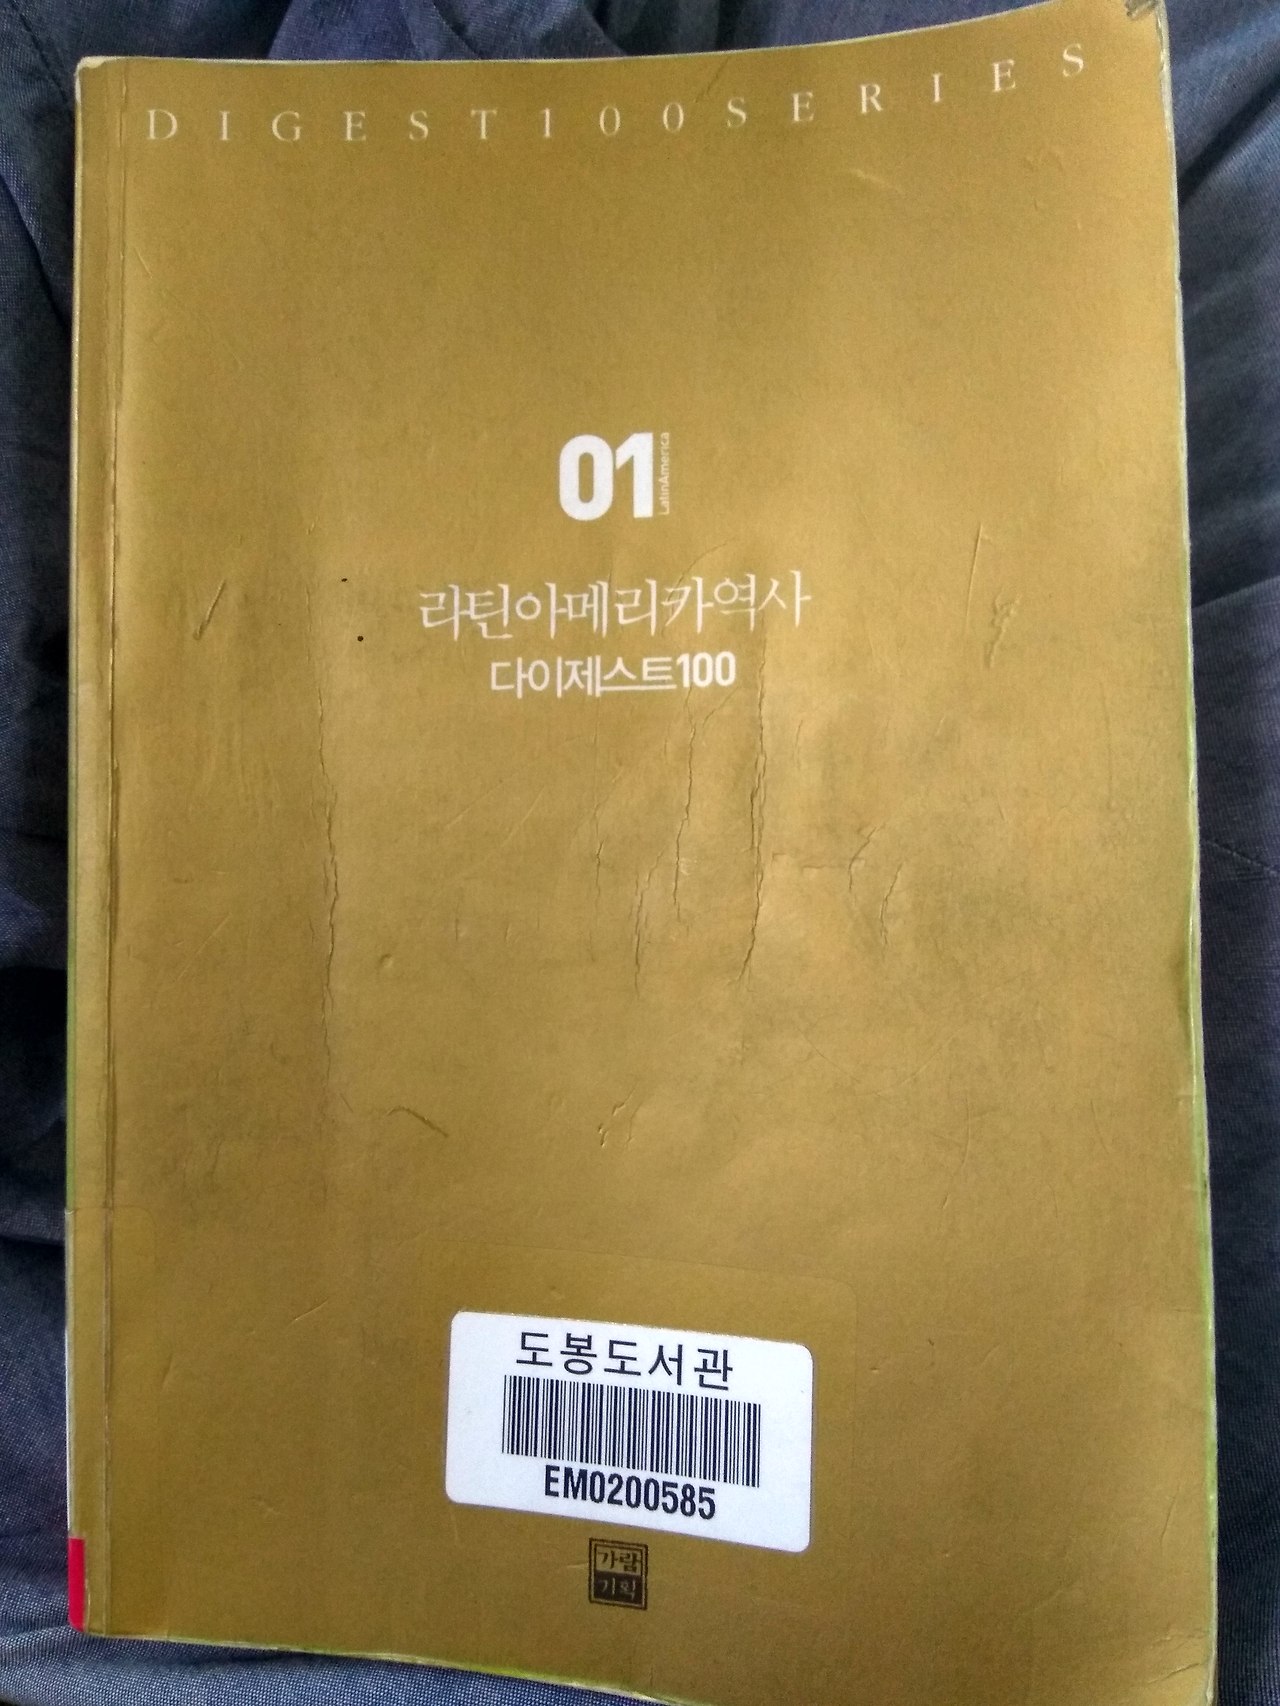 DIGEST100SERIES
01
LatinAmerica
라틴아메리카역사
다이제스트100
도봉도서관
EM0200585
가람
기획